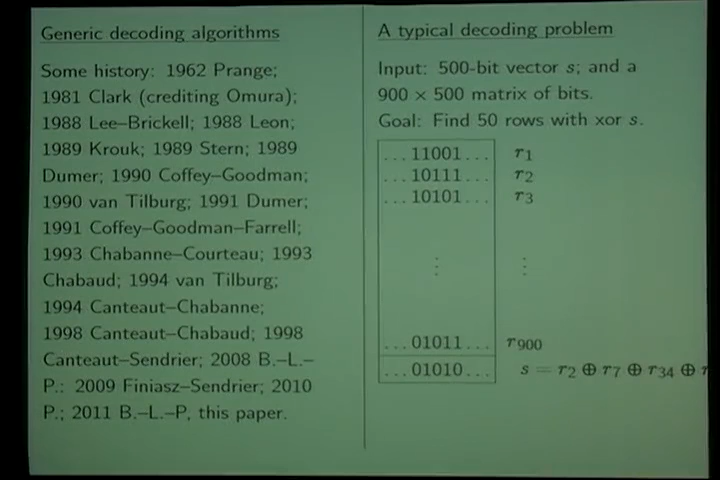 Generic decoding algorithms
Some history: 1962 Prange;
1981 Clark (crediting Omura);
1988 Lee–Brickell; 1988 Leon;
1989 Krouk; 1989 Stern; 1989
Dumer; 1990 Coffey–Goodman;
1990 van Tilburg; 1991 Dumer;
1991 Coffey–Goodman–Farrell;
1993 Chabanne–Courteau; 1993
Chabaud; 1994 van Tilburg;
1994 Canteaut–Chabanne;
1998 Canteaut–Chabaud; 1998
Canteaut–Sendrier; 2008 B.–L.–
P.: 2009 Finiasz–Sendrier; 2010
P.; 2011 B.–L.–P, this paper.
A typical decoding problem
Input: 500-bit vector s; and a
900 × 500 matrix of bits.
Goal: Find 50 rows with xor s.
...11001... r1
...10111... r2
...10101... r3
⋮ ⋮
...01011... r900
...01010... s = r2 ⊕ r7 ⊕ r34 ⊕